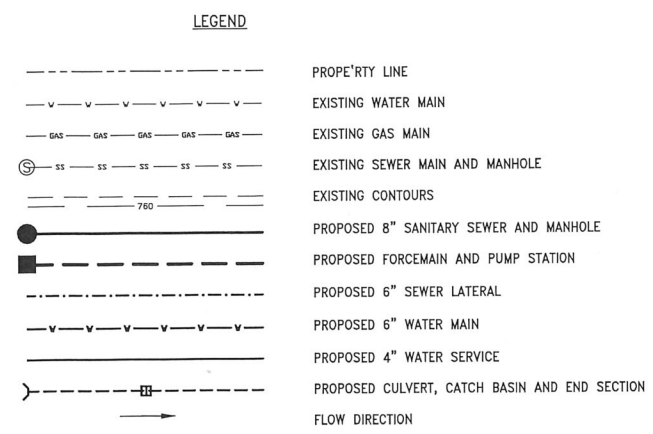 LEGEND
PROPE'RTY LINE
W W W W W W EXISTING WATER MAIN
GAS GAS GAS GAS GAS EXISTING GAS MAIN
S SS SS SS SS SS EXISTING SEWER MAIN AND MANHOLE
EXISTING CONTOURS
760
PROPOSED 8" SANITARY SEWER AND MANHOLE
PROPOSED FORCEMAIN AND PUMP STATION
PROPOSED 6" SEWER LATERAL
W W W W W W PROPOSED 6" WATER MAIN
PROPOSED 4" WATER SERVICE
PROPOSED CULVERT, CATCH BASIN AND END SECTION
FLOW DIRECTION